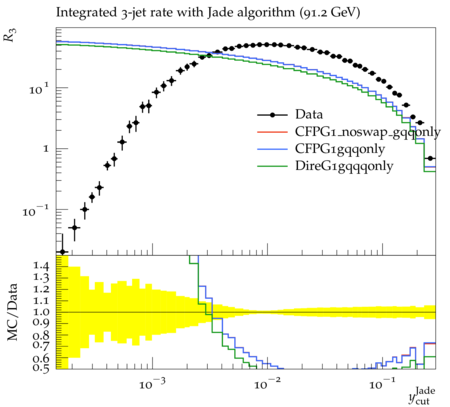 Integrated 3-jet rate with Jade algorithm (91.2 GeV)
R3
10^1
1
10^−1
Data
CFPG1_noswap_gqqonly
CFPG1gqqonly
DireG1gqqqonly
MC/Data
1.4
1.3
1.2
1.1
1.0
0.9
0.8
0.7
0.6
0.5
10^−3
10^−2
10^−1
y_cut^Jade